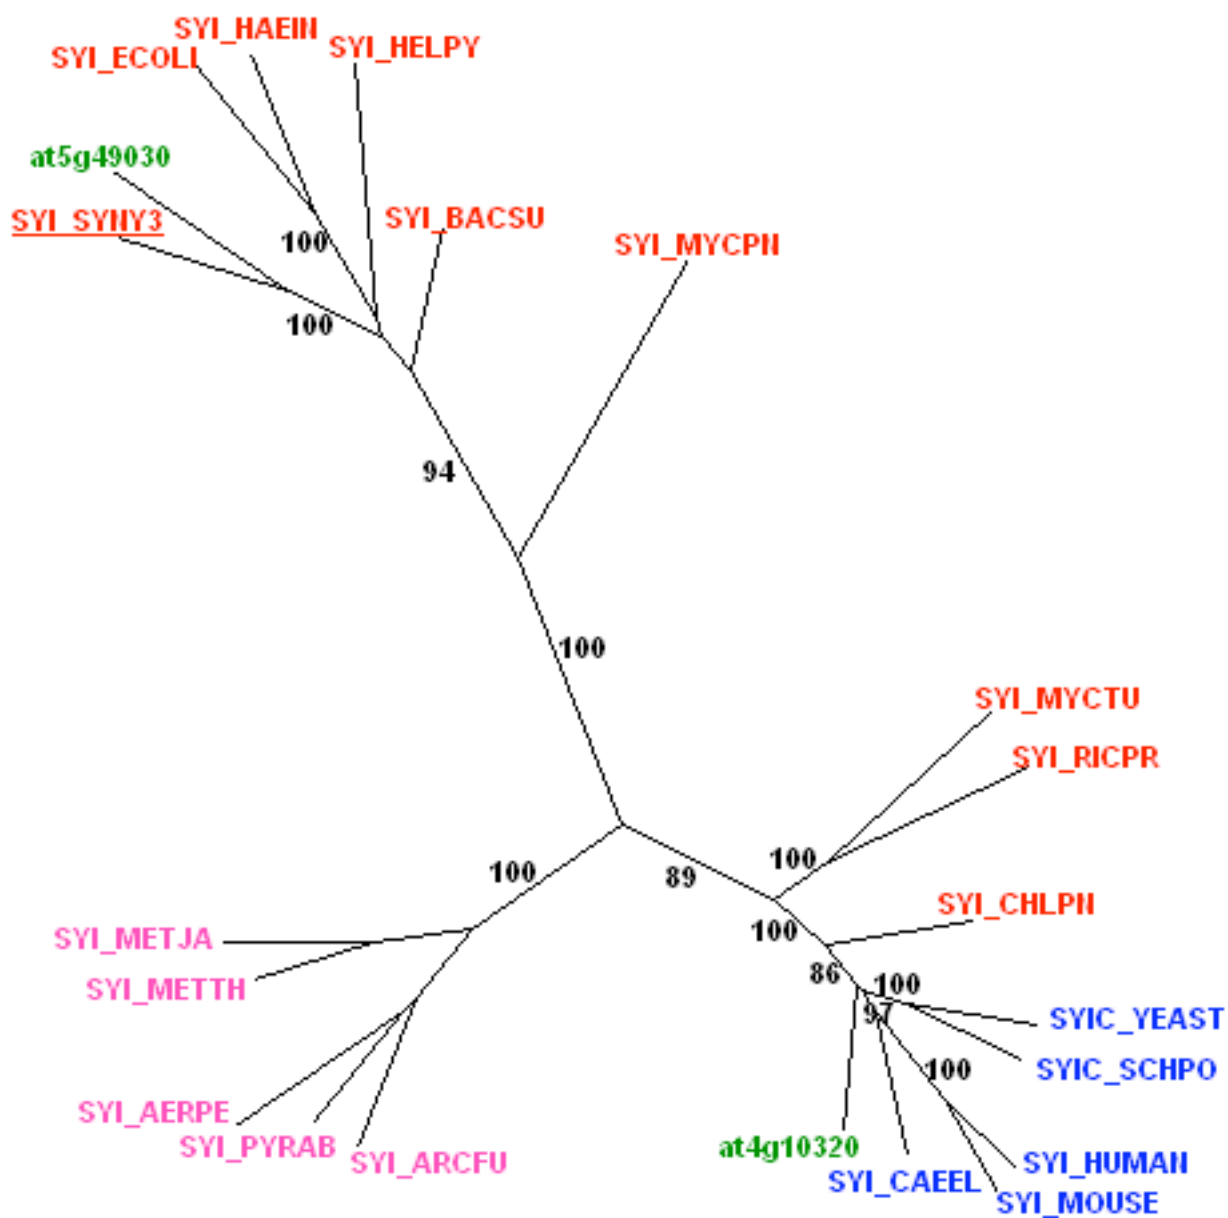 SYI_HAEIN
SYI_HELPY
SYI_ECOLI
at5g49030
SYI_SYNY3
SYI_BACSU
SYI_MYCPN
100
100
94
100
SYI_MYCTU
SYI_RICPR
100
100
89
SYI_CHLPN
100
SYI_METJA
86
100
SYI_METTH
97
SYIC_YEAST
100
SYIC_SCHPO
SYI_AERPE
SYI_PYRAB
at4g10320
SYI_ARCFU
SYI_HUMAN
SYI_CAEEL
SYI_MOUSE